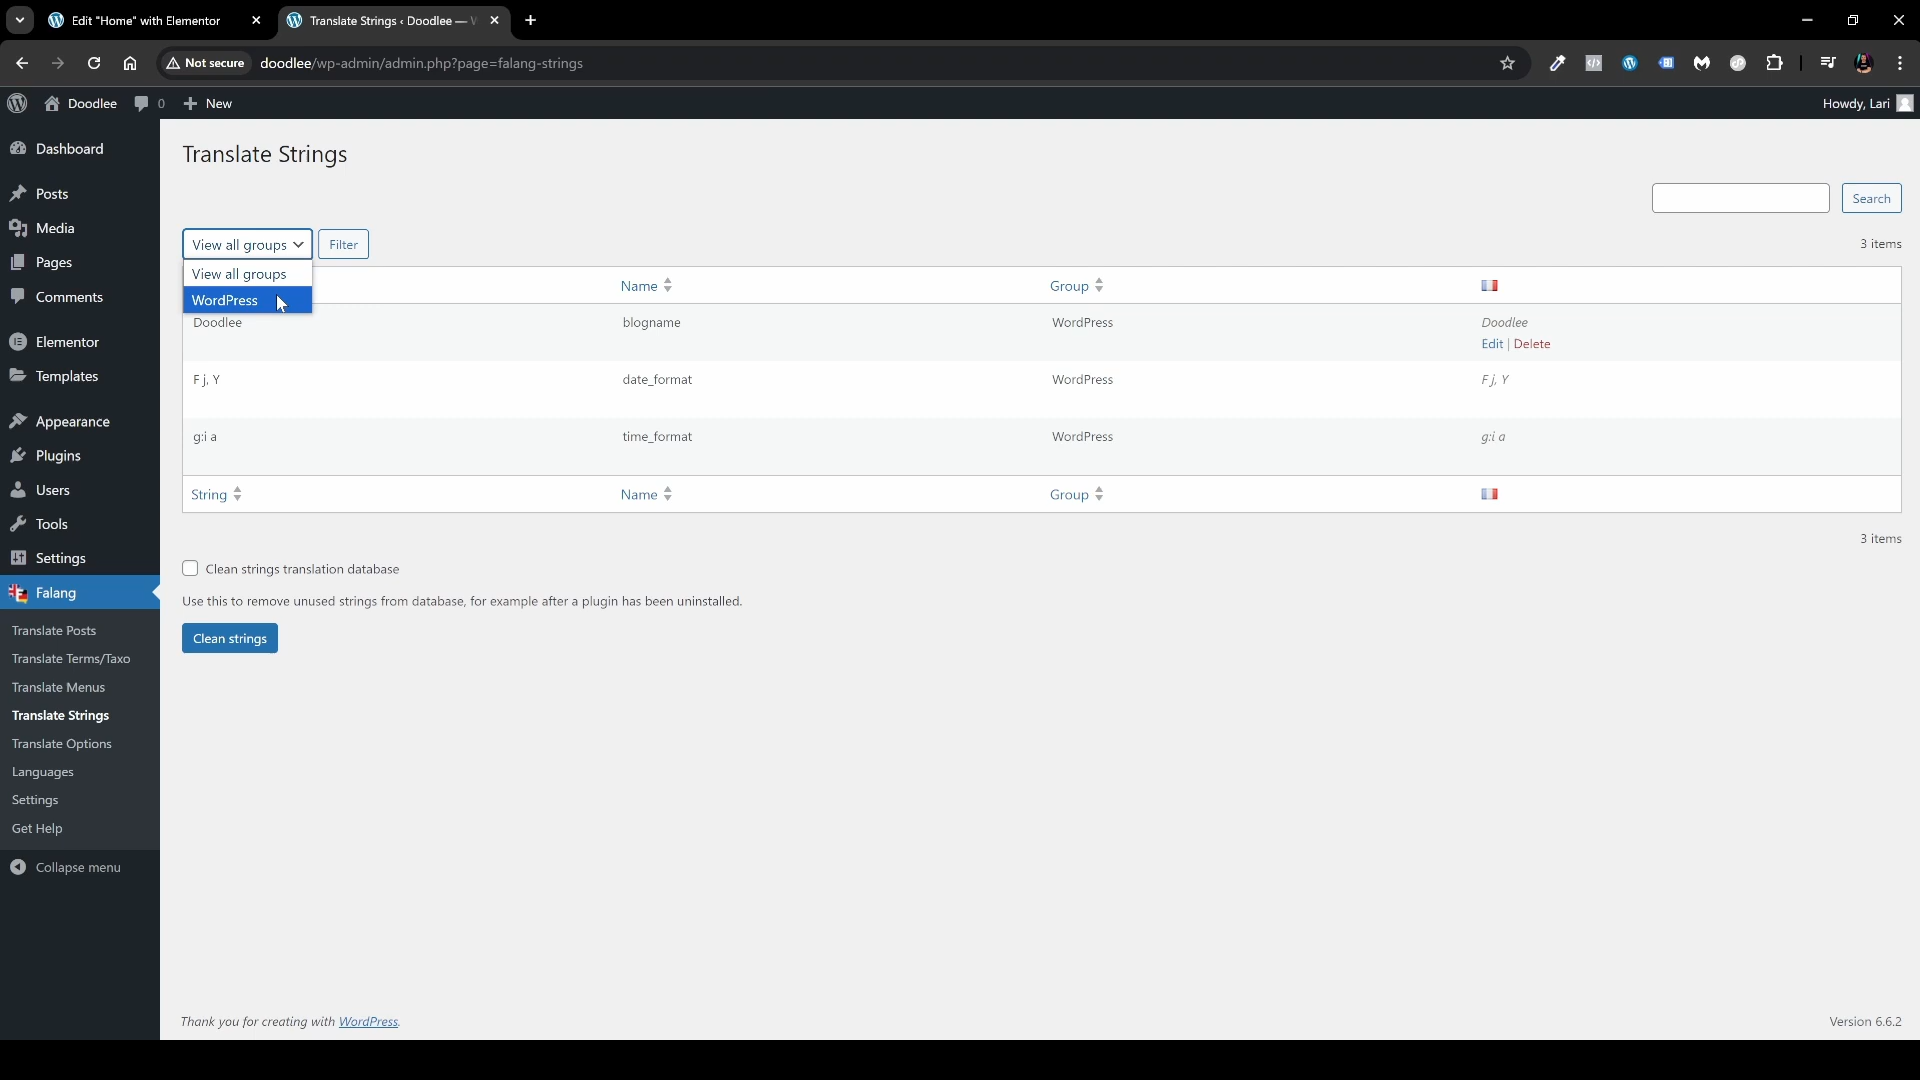 Edit "Home" with Elementor
Translate Strings ‹ Doodlee —
Not secure
doodlee/wp-admin/admin.php?page=falang-strings
Doodlee
0
New
Howdy, Lari
Dashboard
Posts
Media
Pages
Comments
Elementor
Templates
Appearance
Plugins
Users
Tools
Settings
Falang
Translate Posts
Translate Terms/Taxo
Translate Menus
Translate Strings
Translate Options
Languages
Settings
Get Help
Collapse menu
Translate Strings
Search
View all groups
Filter
3 items
View all groups
WordPress
Name
Group
Doodlee
blogname
WordPress
Doodlee
Edit | Delete
F j, Y
date_format
WordPress
F j, Y
g:i a
time_format
WordPress
g:i a
String
Name
Group
3 items
Clean strings translation database
Use this to remove unused strings from database, for example after a plugin has been uninstalled.
Clean strings
Thank you for creating with WordPress.
Version 6.6.2